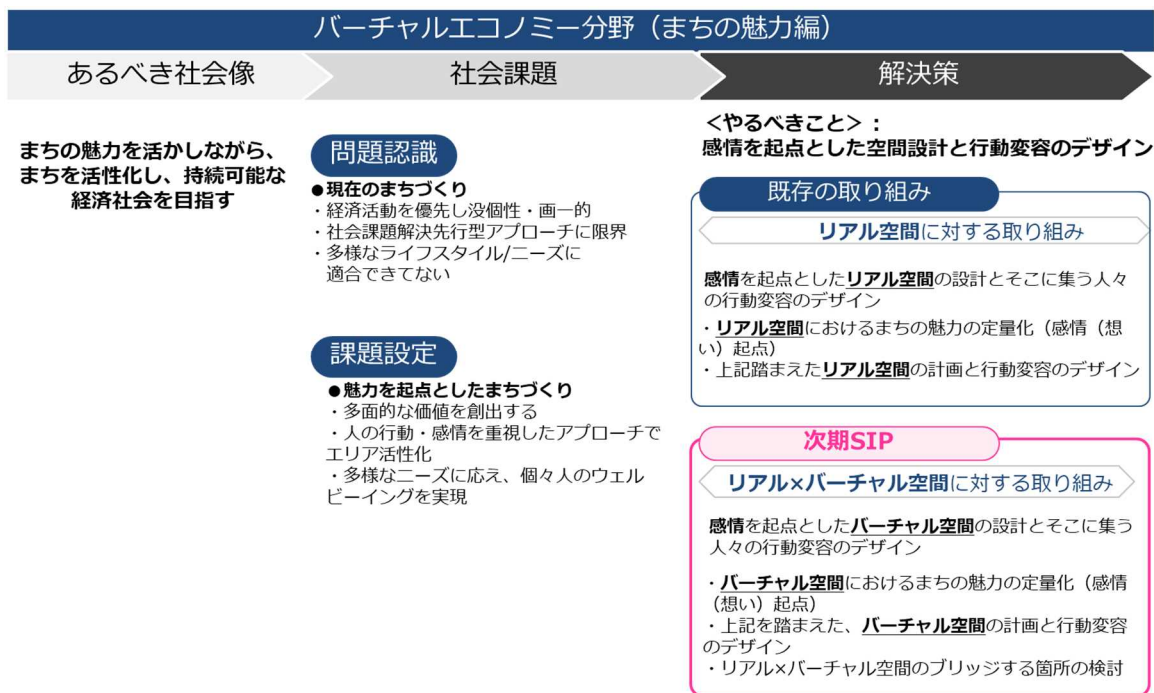 バーチャルエコノミー分野（まちの魅力編）
あるべき社会像
社会課題
解決策
まちの魅力を活かしながら、
まちを活性化し、持続可能な
経済社会を目指す
問題認識
●現在のまちづくり
・経済活動を優先し没個性・画一的
・社会課題解決先行型アプローチに限界
・多様なライフスタイル/ニーズに
適合できてない
課題設定
●魅力を起点としたまちづくり
・多面的な価値を創出する
・人の行動・感情を重視したアプローチで
エリア活性化
・多様なニーズに応え、個々人のウェル
ビーイングを実現
＜やるべきこと＞：
感情を起点とした空間設計と行動変容のデザイン
既存の取り組み
リアル空間に対する取り組み
感情を起点としたリアル空間の設計とそこに集う人々
の行動変容のデザイン
・リアル空間におけるまちの魅力の定量化（感情（想
い）起点）
・上記踏まえたリアル空間の計画と行動変容のデザイン
次期SIP
リアル×バーチャル空間に対する取り組み
感情を起点としたバーチャル空間の設計とそこに集う
人々の行動変容のデザイン
・バーチャル空間におけるまちの魅力の定量化（感情
（想い）起点）
・上記を踏まえた、バーチャル空間の計画と行動変容
のデザイン
・リアル×バーチャル空間のブリッジする箇所の検討